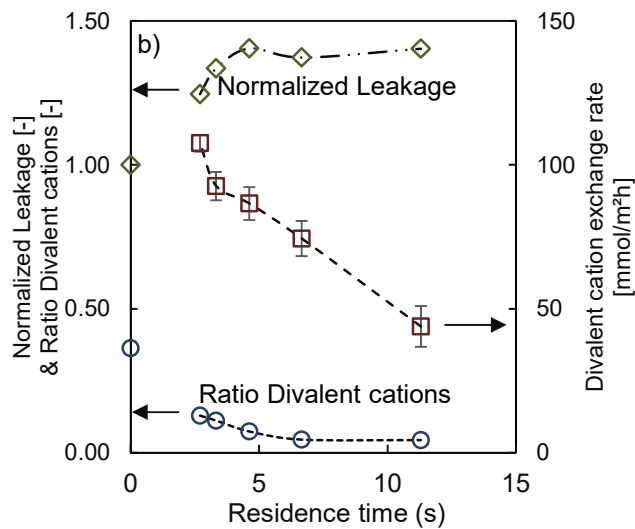 1.50
1.00
0.50
0.00
Normalized Leakage [-]
& Ratio Divalent cations [-]
b)
Normalized Leakage
Ratio Divalent cations
150
100
50
0
Divalent cation exchange rate
[mmol/m²h]
0 5 10 15
Residence time (s)